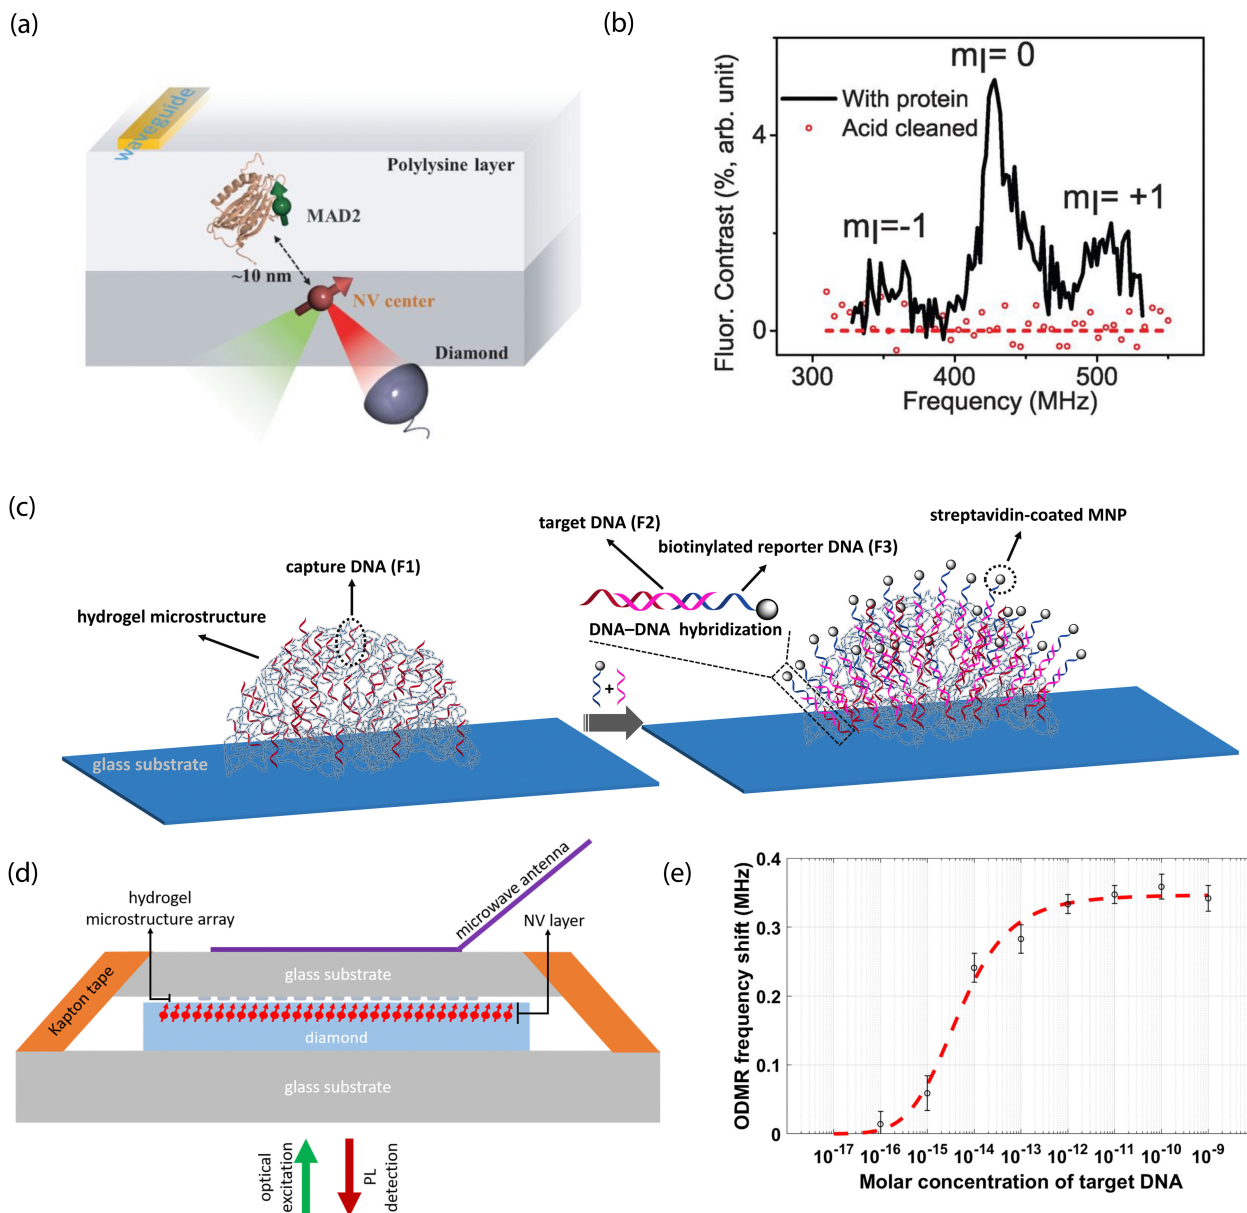 (a)
waveguide
Polylysine layer
MAD2
~10 nm
NV center
Diamond
(b)
Fluor. Contrast (%, arb. unit)
4
0
mI= 0
With protein
Acid cleaned
mI=-1
mI= +1
300
400
500
Frequency (MHz)
(c)
capture DNA (F1)
hydrogel microstructure
glass substrate
target DNA (F2)
biotinylated reporter DNA (F3)
DNA–DNA hybridization
+
streptavidin-coated MNP
(d)
hydrogel
microstructure array
microwave antenna
NV layer
Kapton tape
glass substrate
diamond
glass substrate
optical
excitation
PL
detection
(e)
ODMR frequency shift (MHz)
0.4
0.3
0.2
0.1
0
10-17 10-16 10-15 10-14 10-13 10-12 10-11 10-10 10-9
Molar concentration of target DNA